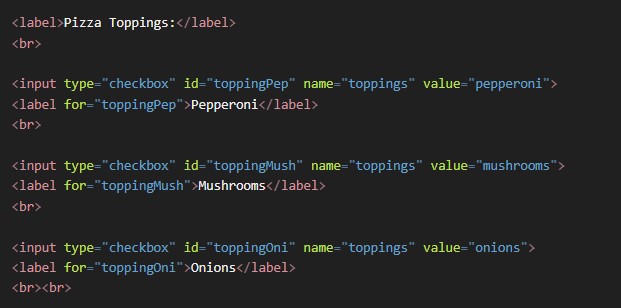 <label>Pizza Toppings:</label>
<br>
<input type="checkbox" id="toppingPep" name="toppings" value="pepperoni">
<label for="toppingPep">Pepperoni</label>
<br>
<input type="checkbox" id="toppingMush" name="toppings" value="mushrooms">
<label for="toppingMush">Mushrooms</label>
<br>
<input type="checkbox" id="toppingOni" name="toppings" value="onions">
<label for="toppingOni">Onions</label>
<br><br>